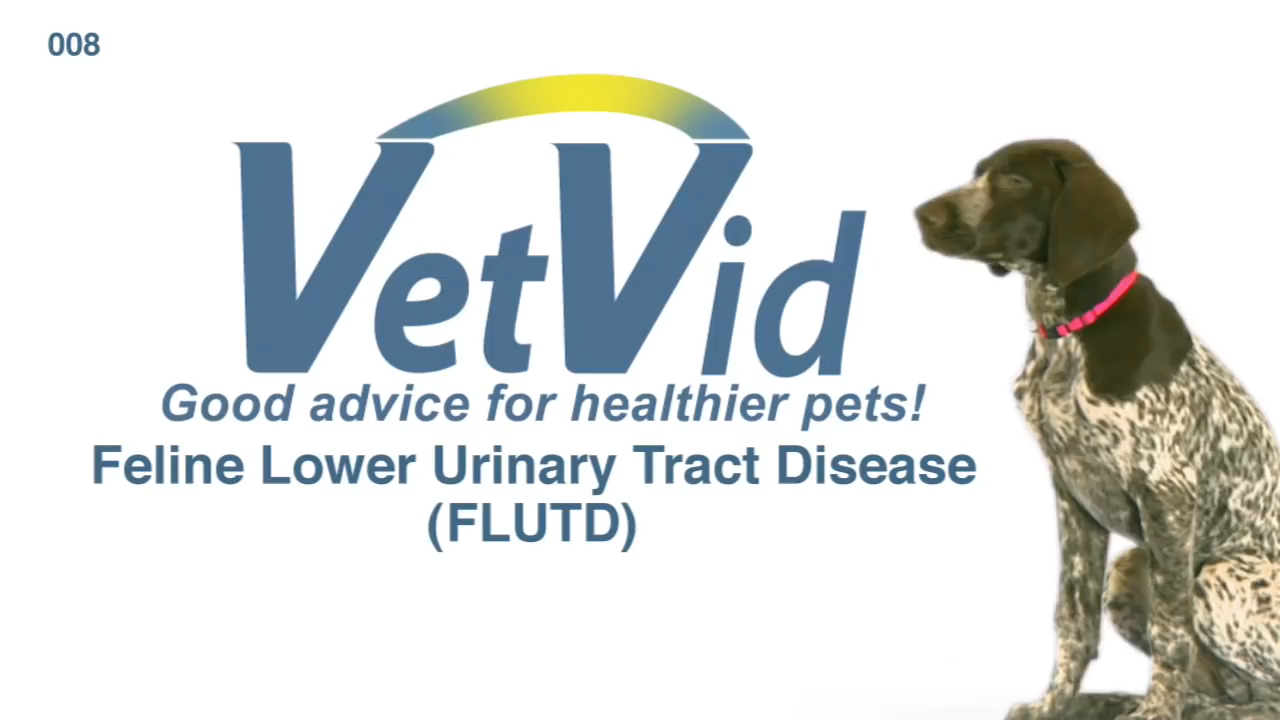 008
VetVid
Good advice for healthier pets!
Feline Lower Urinary Tract Disease
(FLUTD)